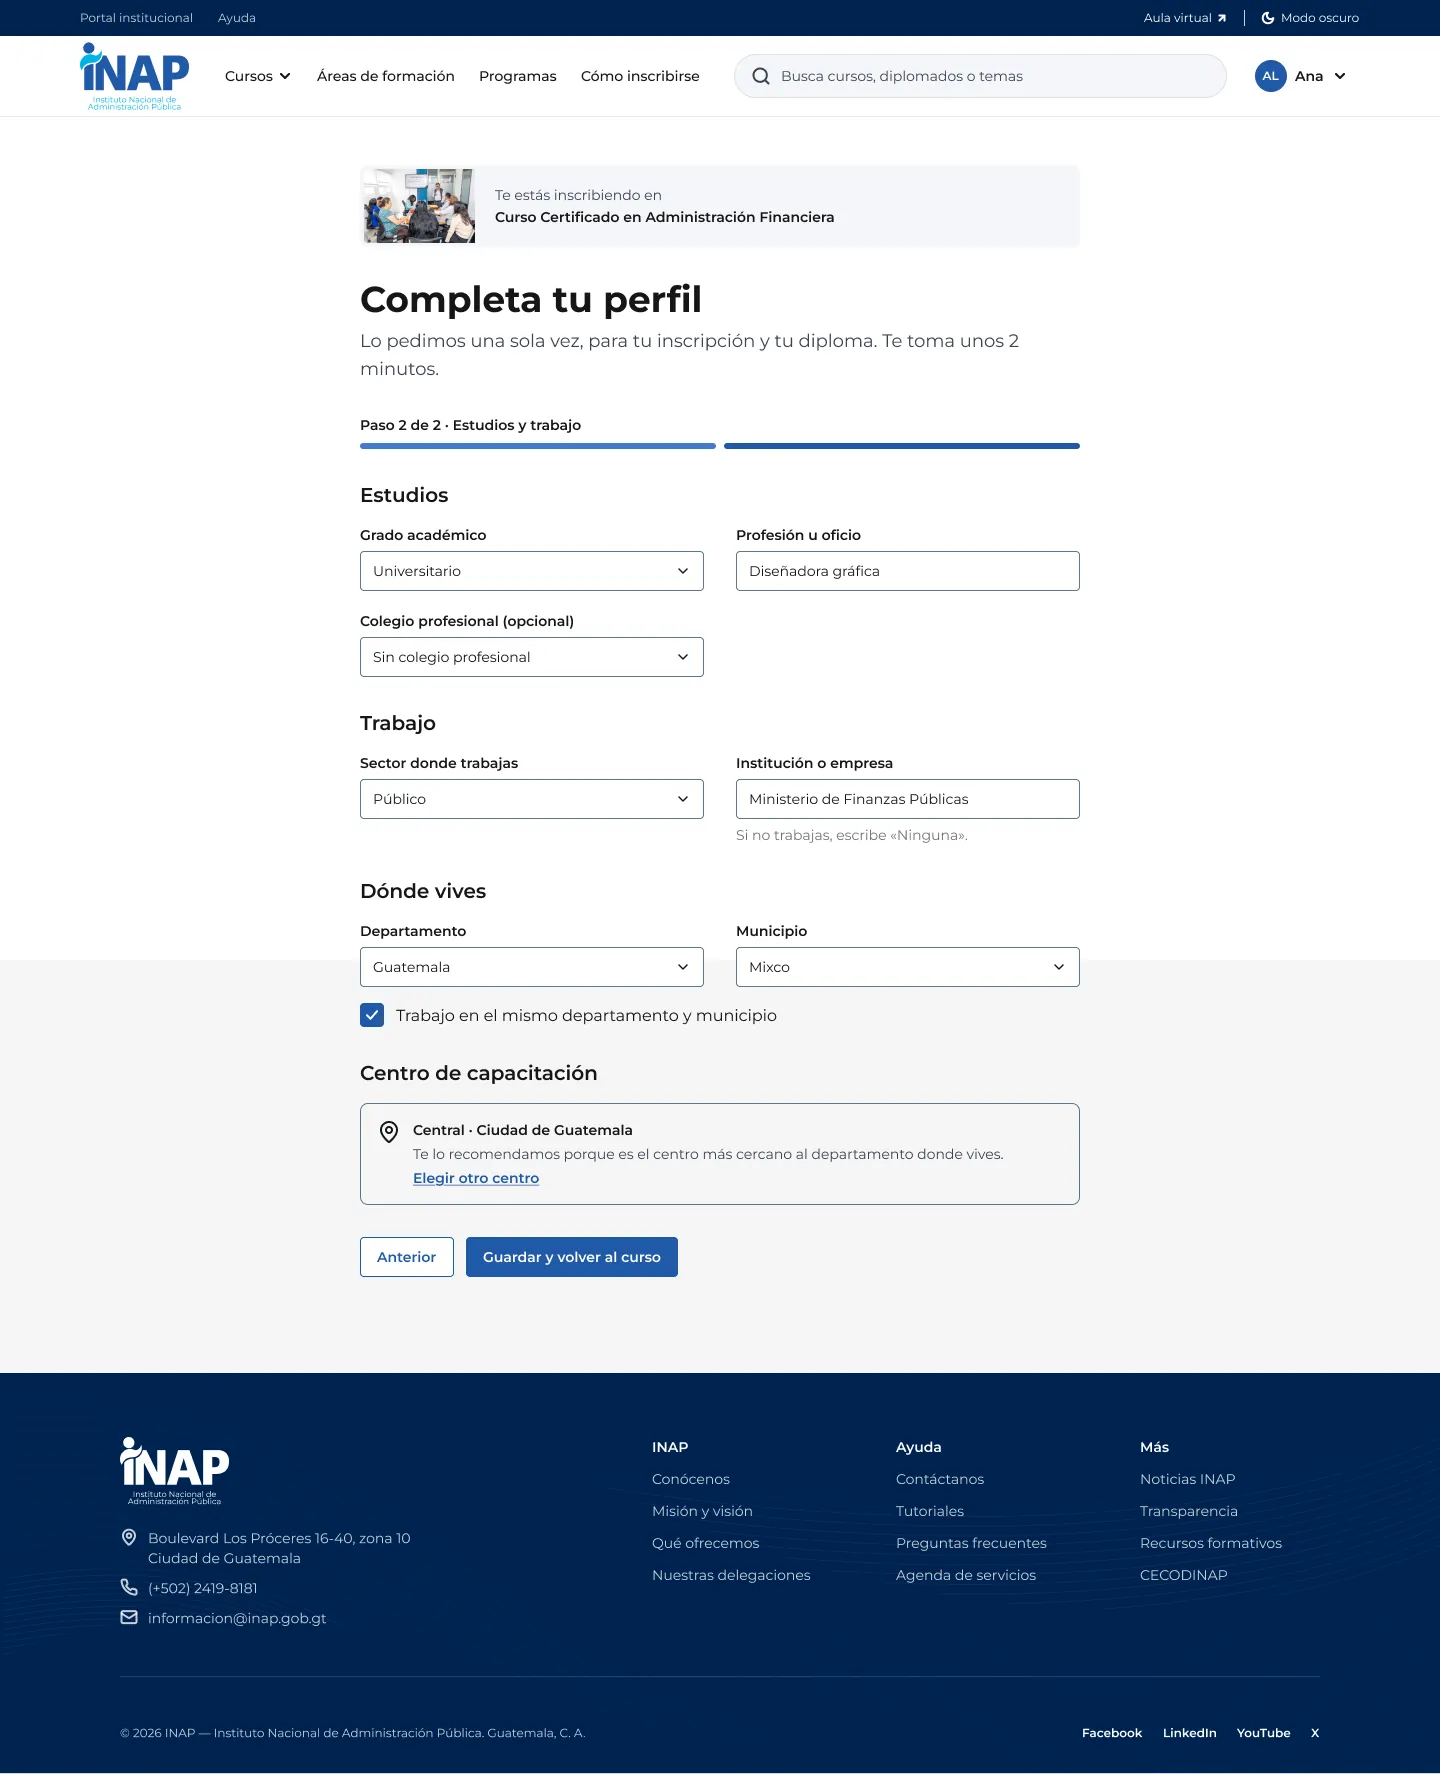 Portal institucional
Ayuda
Aula virtual
Modo oscuro
iNAP
Instituto Nacional de
Administración Pública
Cursos
Áreas de formación
Programas
Cómo inscribirse
Busca cursos, diplomados o temas
AL
Ana
Te estás inscribiendo en
Curso Certificado en Administración Financiera
Completa tu perfil
Lo pedimos una sola vez, para tu inscripción y tu diploma. Te toma unos 2
minutos.
Paso 2 de 2 · Estudios y trabajo
Estudios
Grado académico
Universitario
Profesión u oficio
Diseñadora gráfica
Colegio profesional (opcional)
Sin colegio profesional
Trabajo
Sector donde trabajas
Público
Institución o empresa
Ministerio de Finanzas Públicas
Si no trabajas, escribe «Ninguna».
Dónde vives
Departamento
Guatemala
Municipio
Mixco
Trabajo en el mismo departamento y municipio
Centro de capacitación
Central · Ciudad de Guatemala
Te lo recomendamos porque es el centro más cercano al departamento donde vives.
Elegir otro centro
Anterior
Guardar y volver al curso
iNAP
Instituto Nacional de
Administración Pública
Boulevard Los Próceres 16-40, zona 10
Ciudad de Guatemala
(+502) 2419-8181
informacion@inap.gob.gt
INAP
Conócenos
Misión y visión
Qué ofrecemos
Nuestras delegaciones
Ayuda
Contáctanos
Tutoriales
Preguntas frecuentes
Agenda de servicios
Más
Noticias INAP
Transparencia
Recursos formativos
CECODINAP
© 2026 INAP — Instituto Nacional de Administración Pública. Guatemala, C. A.
Facebook
LinkedIn
YouTube
X